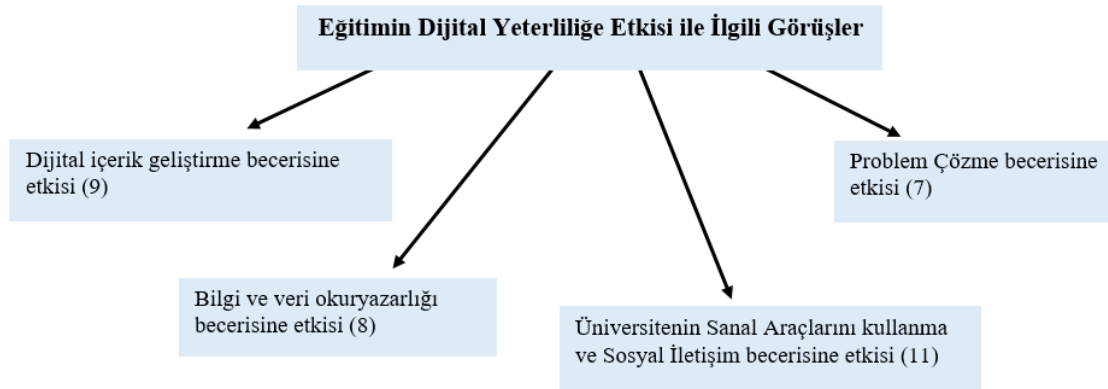 Eğitimin Dijital Yeterliliğe Etkisi ile İlgili Görüşler
Dijital içerik geliştirme becerisine
etkisi (9)
Problem Çözme becerisine
etkisi (7)
Bilgi ve veri okuryazarlığı
becerisine etkisi (8)
Üniversitenin Sanal Araçlarını kullanma
ve Sosyal İletişim becerisine etkisi (11)